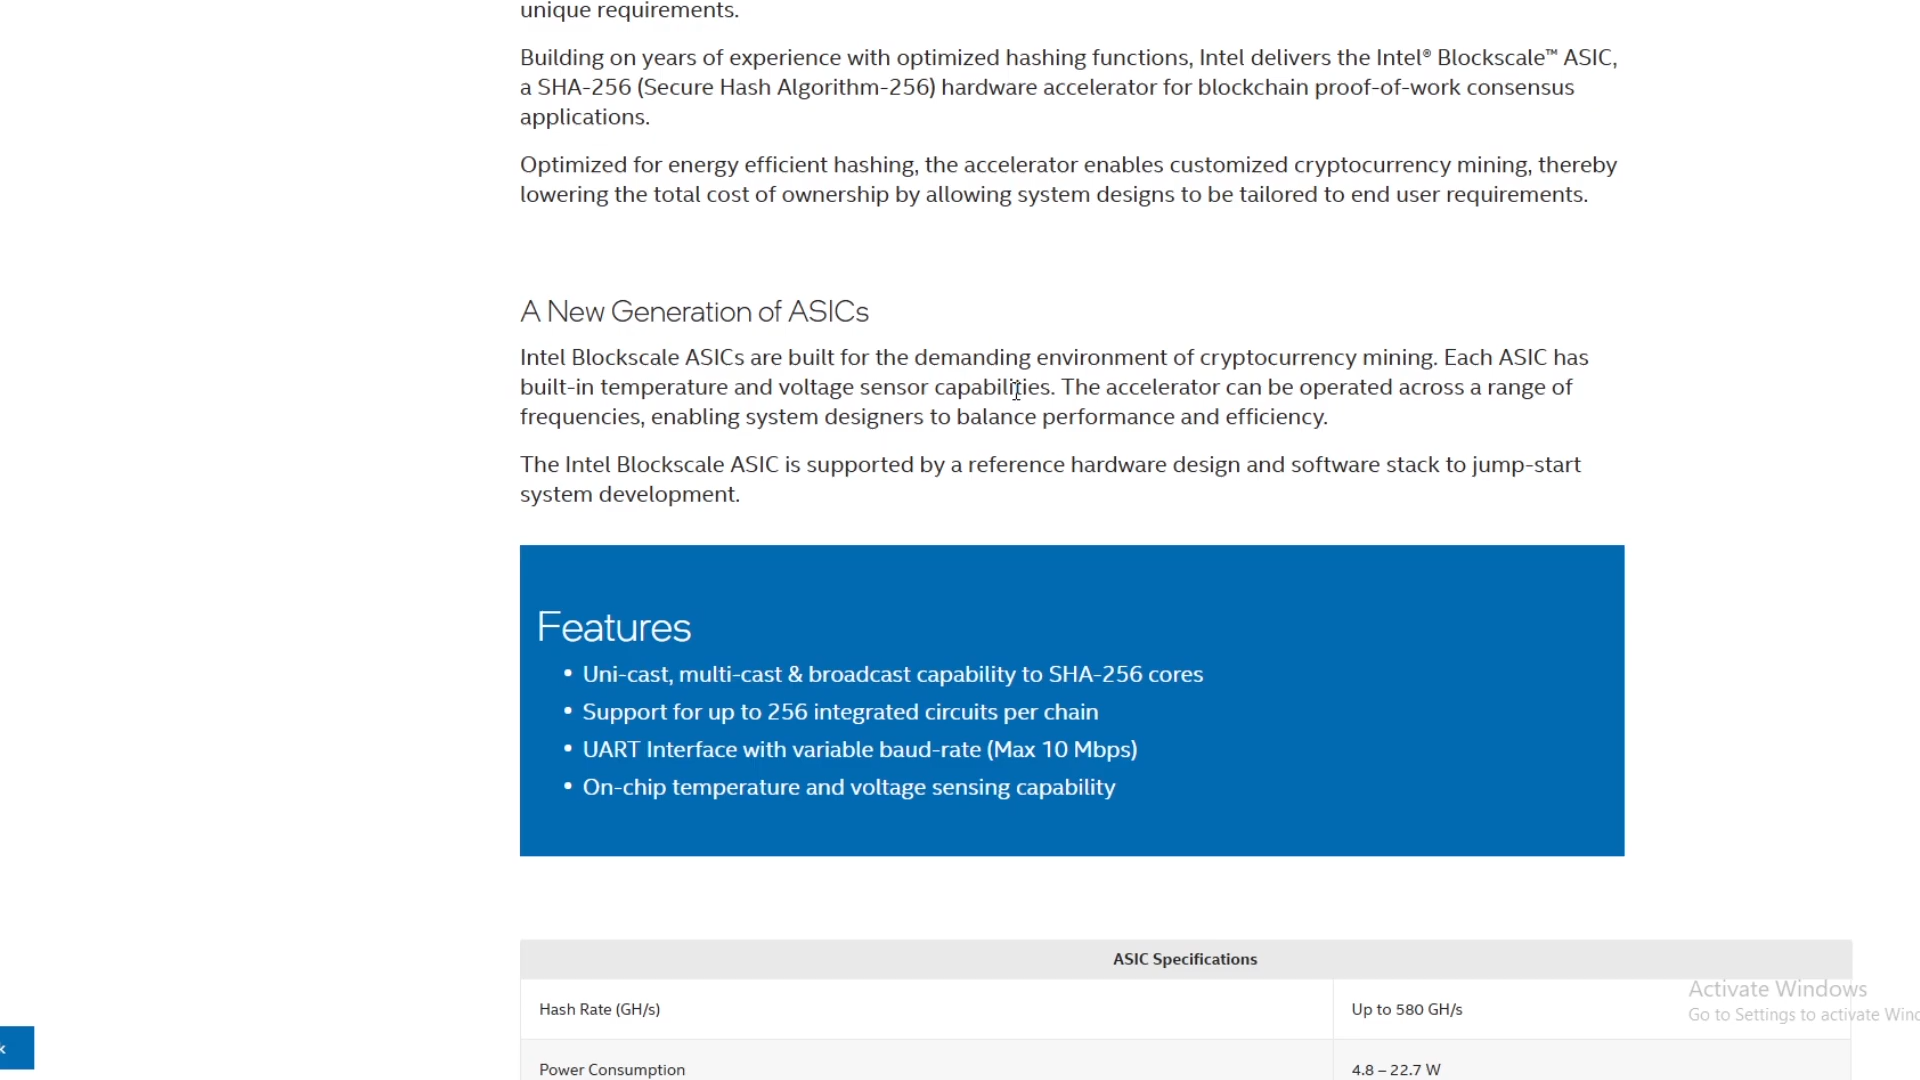 unique requirements.
Building on years of experience with optimized hashing functions, Intel delivers the Intel® Blockscale™ ASIC,
a SHA-256 (Secure Hash Algorithm-256) hardware accelerator for blockchain proof-of-work consensus
applications.
Optimized for energy efficient hashing, the accelerator enables customized cryptocurrency mining, thereby
lowering the total cost of ownership by allowing system designs to be tailored to end user requirements.
A New Generation of ASICs
Intel Blockscale ASICs are built for the demanding environment of cryptocurrency mining. Each ASIC has
built-in temperature and voltage sensor capabilities. The accelerator can be operated across a range of
frequencies, enabling system designers to balance performance and efficiency.
The Intel Blockscale ASIC is supported by a reference hardware design and software stack to jump-start
system development.
Features
• Uni-cast, multi-cast & broadcast capability to SHA-256 cores
• Support for up to 256 integrated circuits per chain
• UART Interface with variable baud-rate (Max 10 Mbps)
• On-chip temperature and voltage sensing capability
ASIC Specifications
Hash Rate (GH/s) Up to 580 GH/s
Power Consumption 4.8 – 22.7 W
Activate Windows
Go to Settings to activate Winc
k